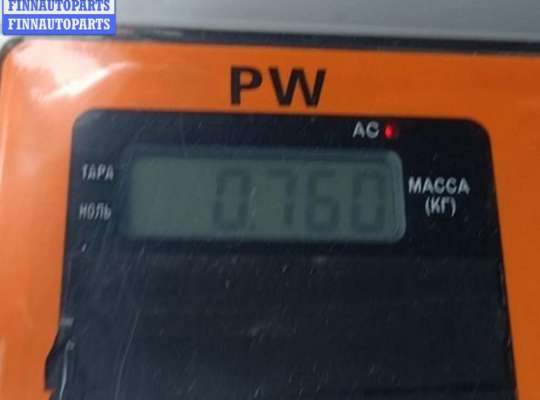 FINNAUTOPARTS
FINNAUTOPARTS
PW
AC
ТАРА
НОЛЬ
0.760
МАССА
(КГ)